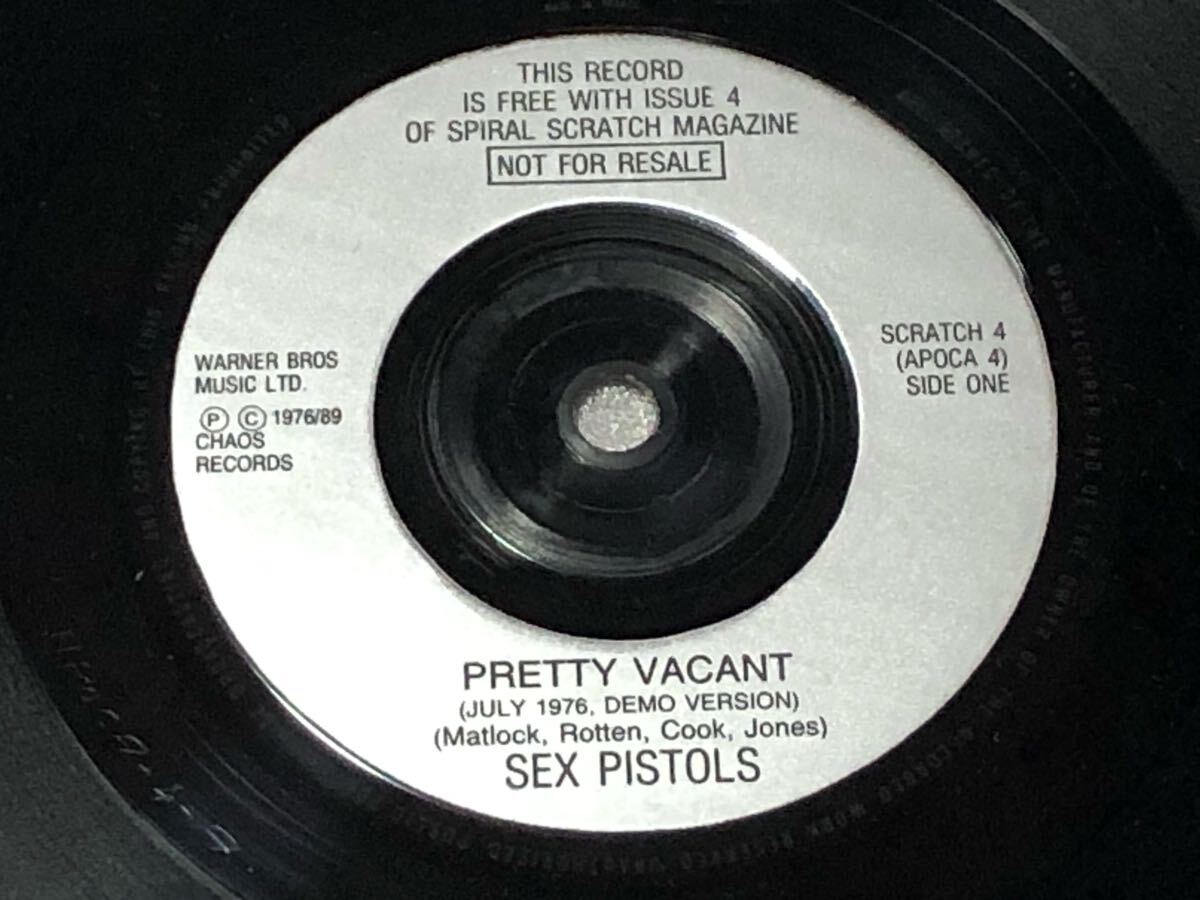 THIS RECORD
IS FREE WITH ISSUE 4
OF SPIRAL SCRATCH MAGAZINE
NOT FOR RESALE
WARNER BROS
MUSIC LTD.
Ⓟ Ⓒ 1976/89
CHAOS
RECORDS
SCRATCH 4
(APOCA 4)
SIDE ONE
PRETTY VACANT
(JULY 1976, DEMO VERSION)
(Matlock, Rotten, Cook, Jones)
SEX PISTOLS